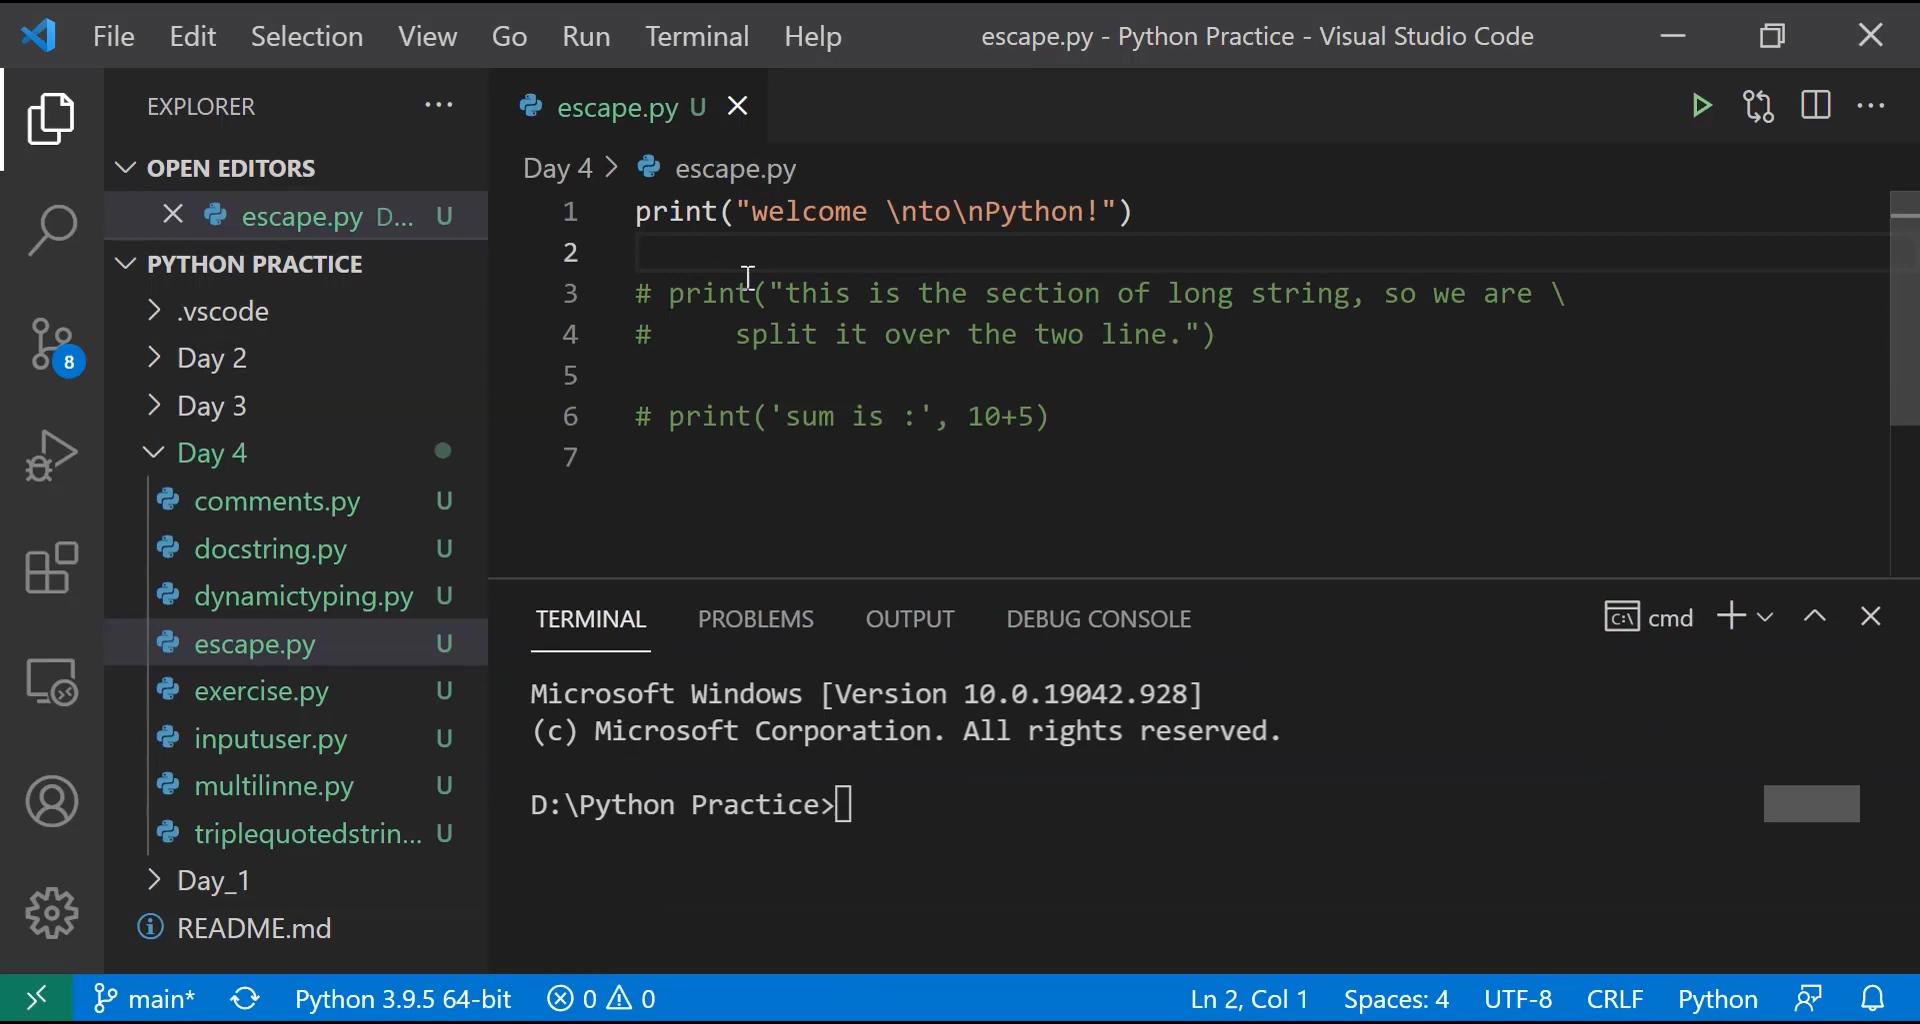 File Edit Selection View Go Run Terminal Help escape.py - Python Practice - Visual Studio Code
EXPLORER
OPEN EDITORS
escape.py D... U
PYTHON PRACTICE
.vscode
Day 2
Day 3
Day 4
comments.py U
docstring.py U
dynamictyping.py U
escape.py U
exercise.py U
inputuser.py U
multilinne.py U
triplequotedstrin... U
Day_1
README.md
8
escape.py U
Day 4 > escape.py
1 print("welcome \nto\nPython!")
2
3 # print("this is the section of long string, so we are \
4 #     split it over the two line.")
5
6 # print('sum is :', 10+5)
7
TERMINAL PROBLEMS OUTPUT DEBUG CONSOLE cmd
Microsoft Windows [Version 10.0.19042.928]
(c) Microsoft Corporation. All rights reserved.
D:\Python Practice>
main* Python 3.9.5 64-bit 0 0 Ln 2, Col 1 Spaces: 4 UTF-8 CRLF Python